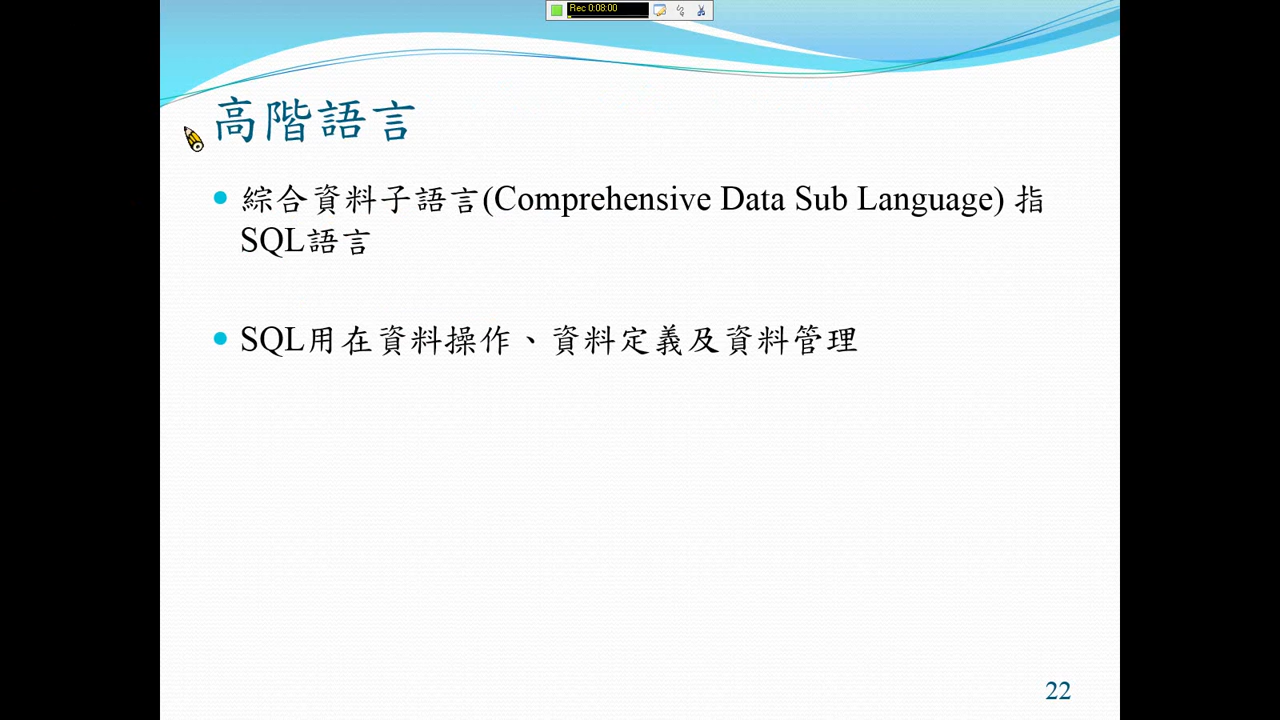 Rec 0:08:00
高階語言
綜合資料子語言(Comprehensive Data Sub Language) 指
SQL語言
SQL用在資料操作、資料定義及資料管理
22